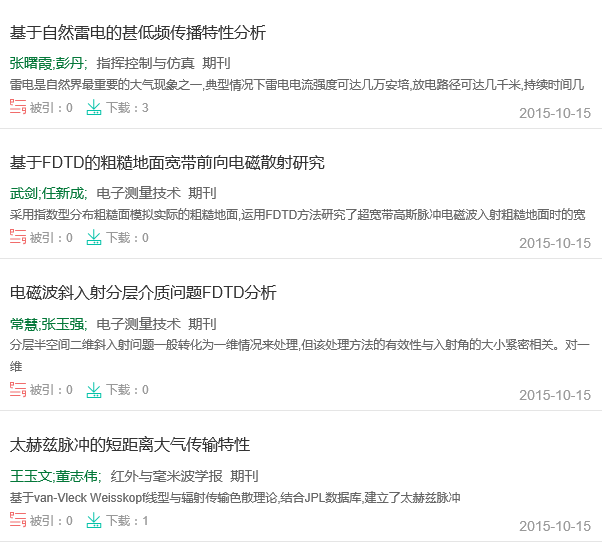 基于自然雷电的甚低频传播特性分析
张曙霞;彭丹; 指挥控制与仿真 期刊
雷电是自然界最重要的大气现象之一,典型情况下雷电电流强度可达几万安培,放电路径可达几千米,持续时间几
被引：0 下载：3
2015-10-15
基于FDTD的粗糙地面宽带前向电磁散射研究
武剑;任新成; 电子测量技术 期刊
采用指数型分布粗糙面模拟实际的粗糙地面,运用FDTD方法研究了超宽带高斯脉冲电磁波入射粗糙地面时的宽
被引：0 下载：0
2015-10-15
电磁波斜入射分层介质问题FDTD分析
常慧;张玉强; 电子测量技术 期刊
分层半空间二维斜入射问题一般转化为一维情况来处理,但该处理方法的有效性与入射角的大小紧密相关。对一
维
被引：0 下载：0
2015-10-15
太赫兹脉冲的短距离大气传输特性
王玉文;董志伟; 红外与毫米波学报 期刊
基于van-Vleck Weisskopf线型与辐射传输色散理论,结合JPL数据库,建立了太赫兹脉冲
被引：0 下载：1
2015-10-15